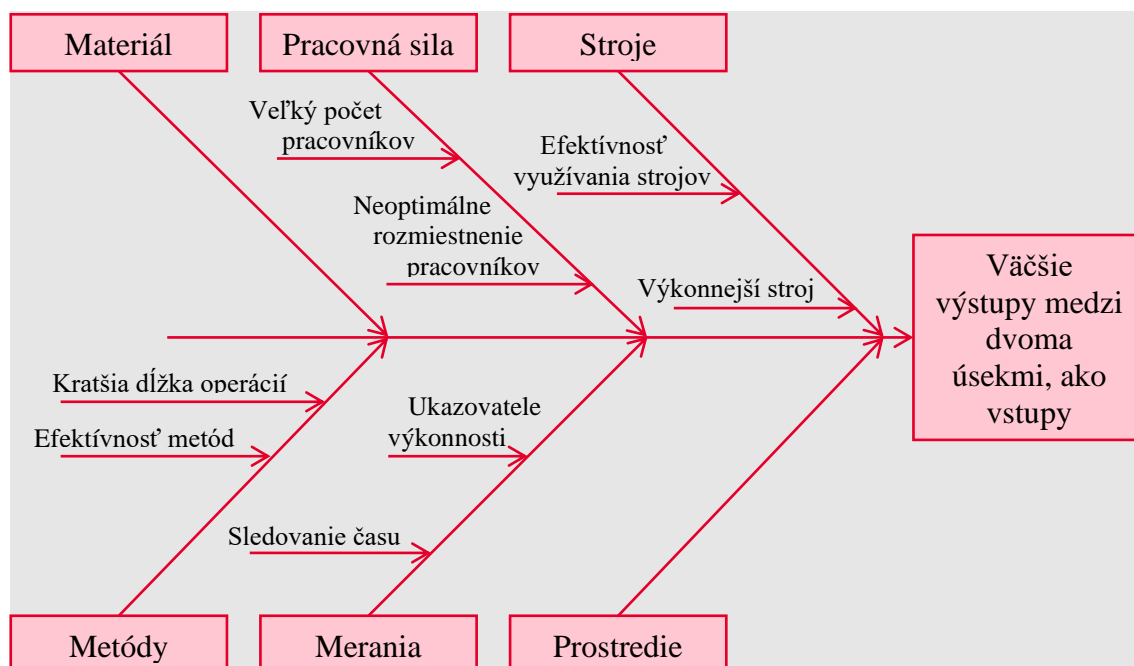 Materiál
Pracovná sila
Stroje
Veľký počet
pracovníkov
Efektívnosť
využívania strojov
Neoptimálne
rozmiestnenie
pracovníkov
Výkonnejší stroj
Väčšie
výstupy medzi
dvoma
úsekmi, ako
vstupy
Kratšia dĺžka operácií
Efektívnosť metód
Ukazovatele
výkonnosti
Sledovanie času
Metódy
Merania
Prostredie